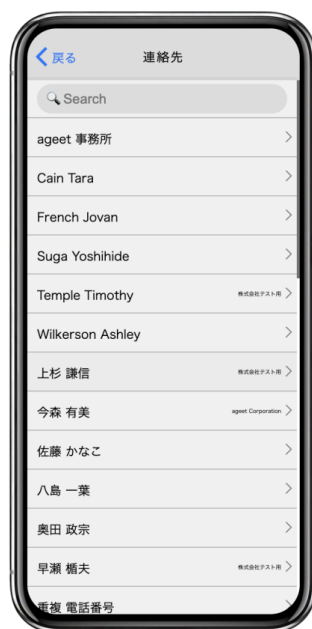 戻る
連絡先
Search
ageet 事務所
Cain Tara
French Jovan
Suga Yoshihide
Temple Timothy 株式会社テスト用
Wilkerson Ashley
上杉 謙信 株式会社テスト用
今森 有美 ageet Corporation
佐藤 かなこ
八島 一葉
奥田 政宗
早瀬 楯夫 株式会社テスト用
重複 電話番号